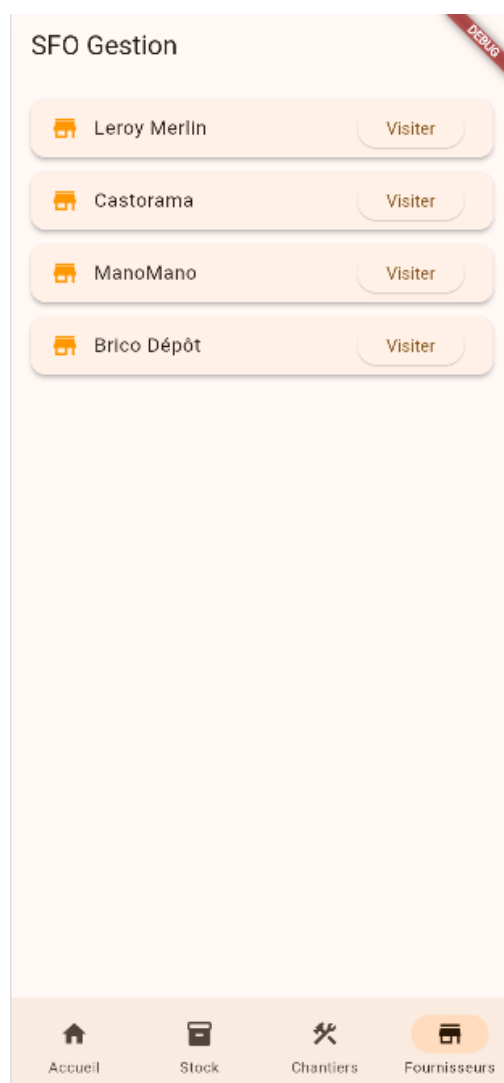 SFO Gestion
DEBUG
Leroy Merlin Visiter
Castorama Visiter
ManoMano Visiter
Brico Dépôt Visiter
Accueil Stock Chantiers Fournisseurs